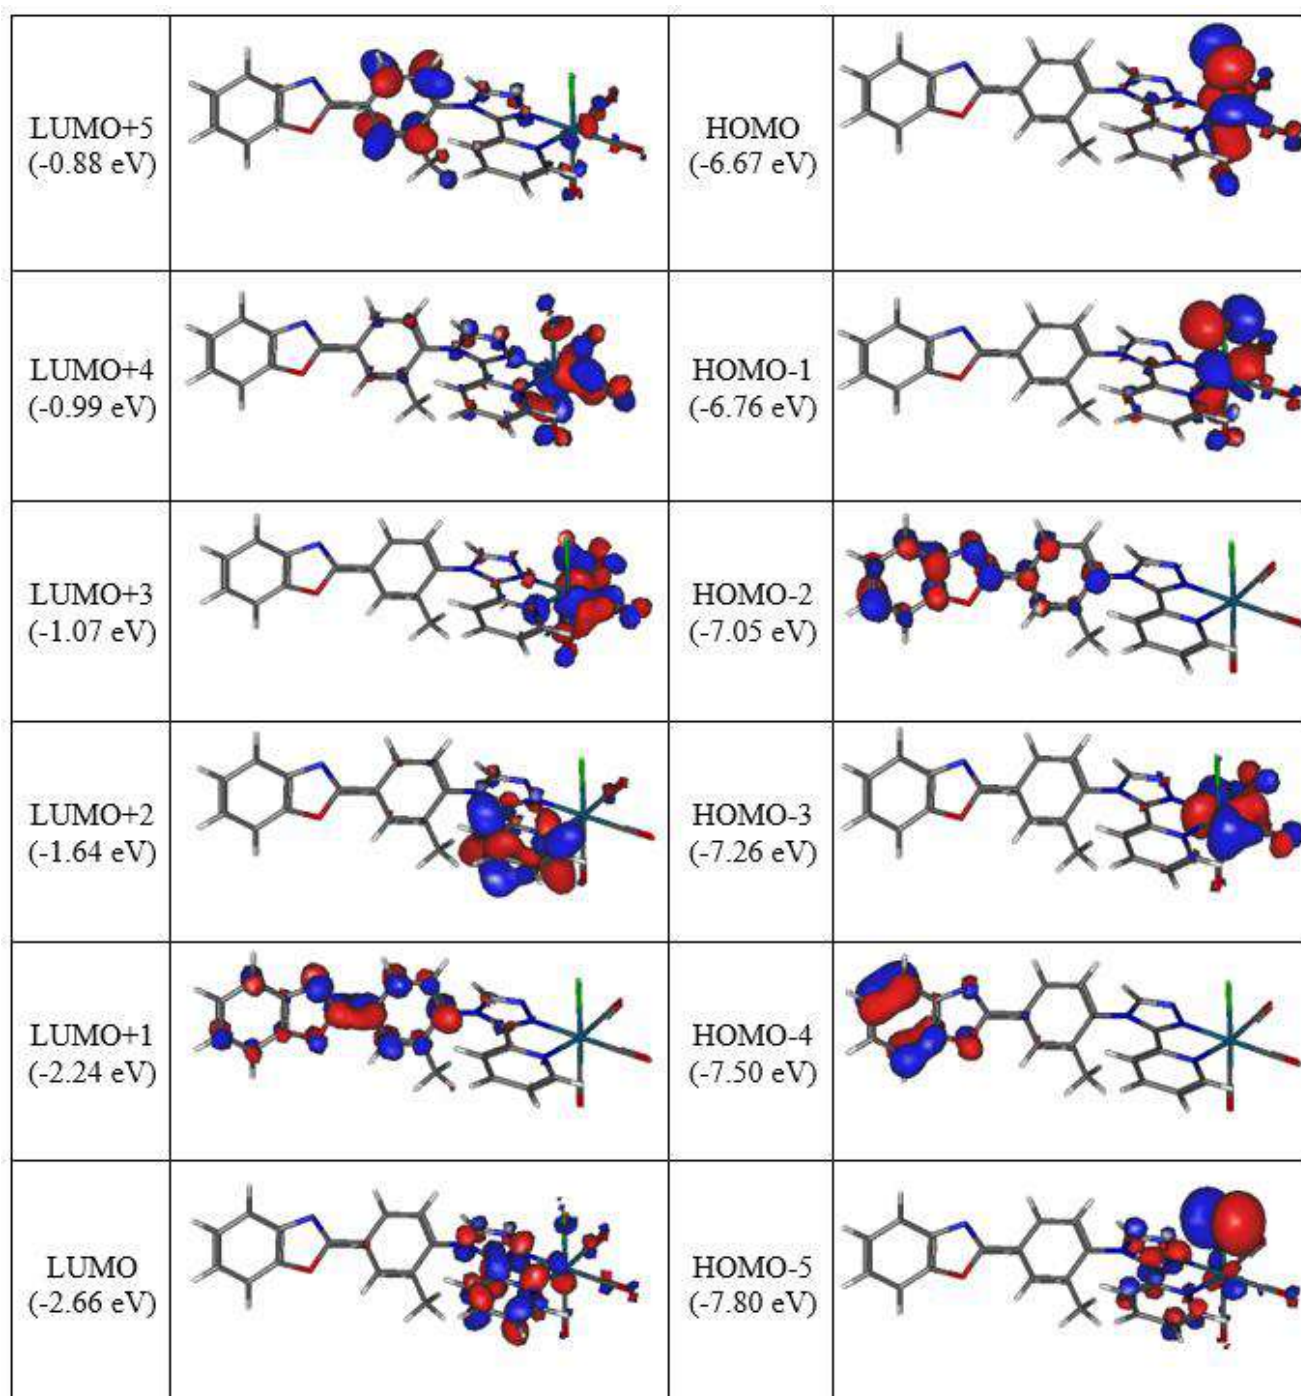 LUMO+5
(-0.88 eV)
HOMO
(-6.67 eV)
LUMO+4
(-0.99 eV)
HOMO-1
(-6.76 eV)
LUMO+3
(-1.07 eV)
HOMO-2
(-7.05 eV)
LUMO+2
(-1.64 eV)
HOMO-3
(-7.26 eV)
LUMO+1
(-2.24 eV)
HOMO-4
(-7.50 eV)
LUMO
(-2.66 eV)
HOMO-5
(-7.80 eV)